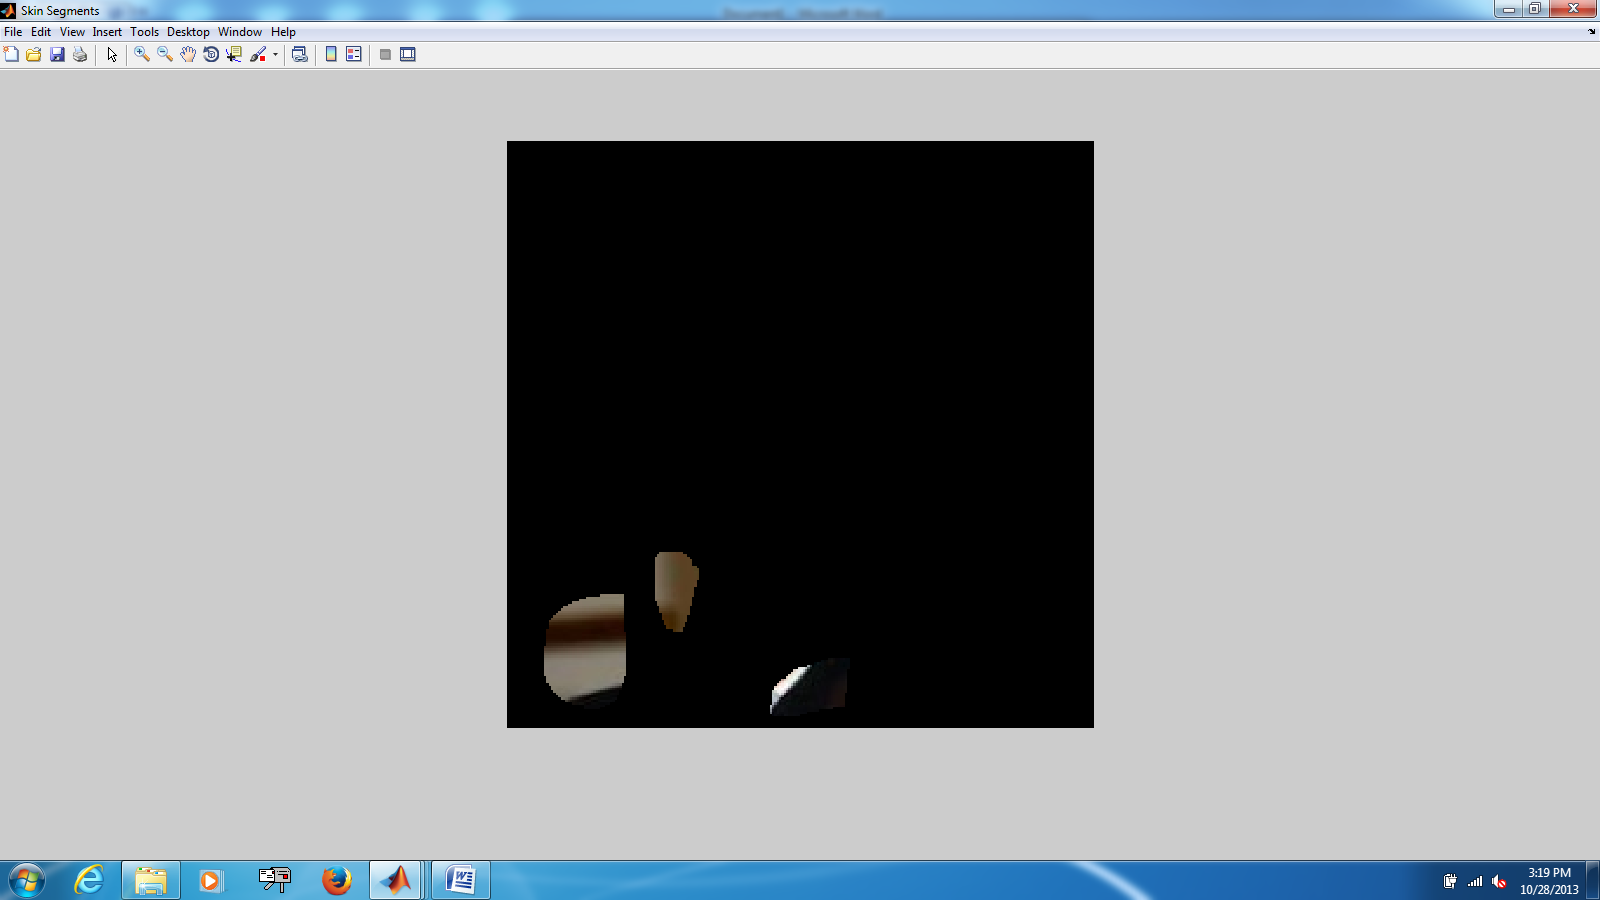 Skin Segments
File Edit View Insert Tools Desktop Window Help
3:19 PM
10/28/2013